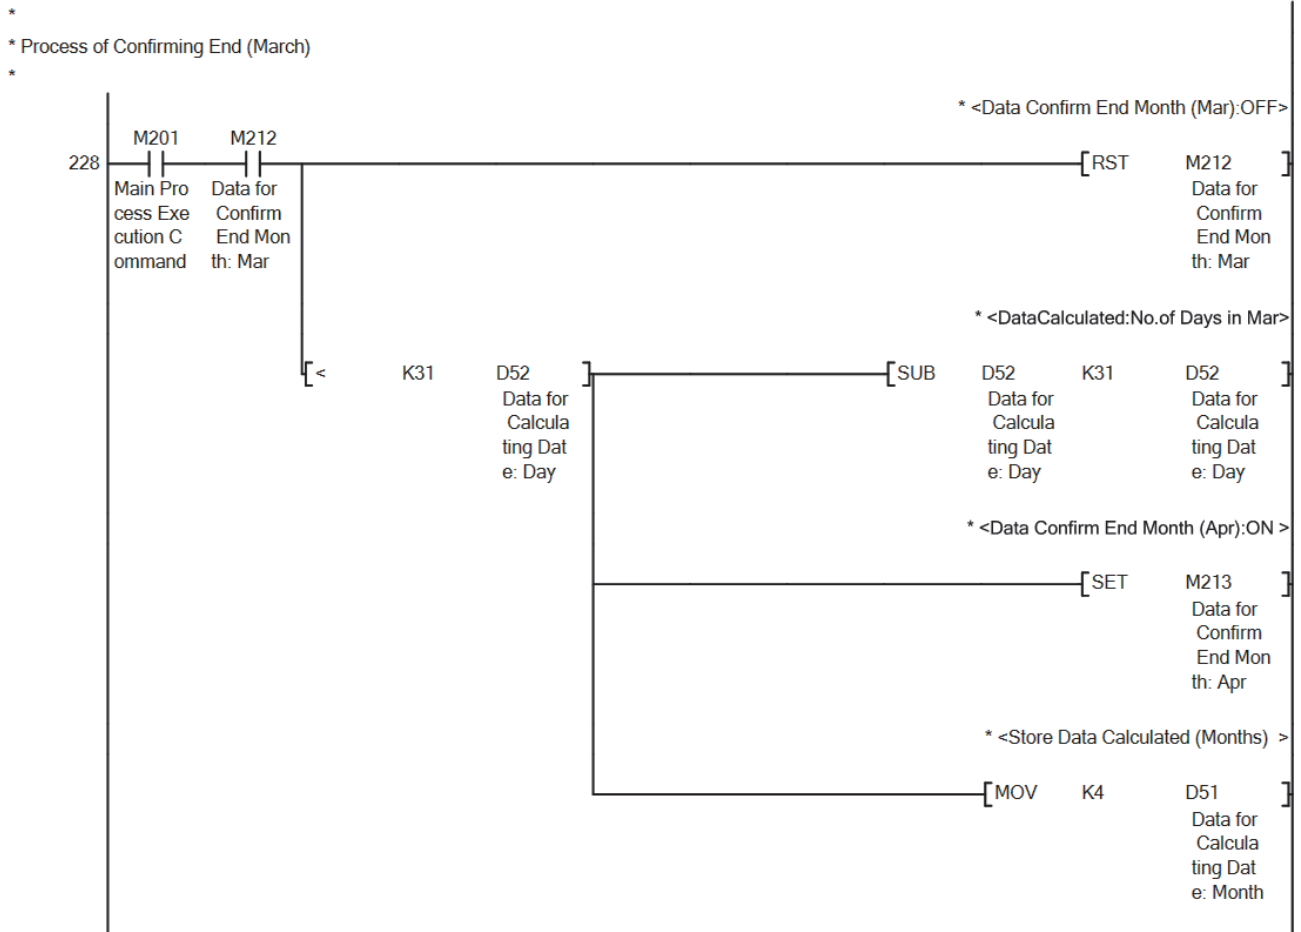 *
* Process of Confirming End (March)
*
* <Data Confirm End Month (Mar):OFF>
M201 M212
228 RST M212
Main Pro Data for Data for
cess Exe Confirm Confirm
cution C End Mon End Mon
ommand th: Mar th: Mar
* <DataCalculated:No.of Days in Mar>
< K31 D52 SUB D52 K31 D52
Data for Data for Data for
Calcula Calcula Calcula
ting Dat ting Dat ting Dat
e: Day e: Day e: Day
* <Data Confirm End Month (Apr):ON >
SET M213
Data for
Confirm
End Mon
th: Apr
* <Store Data Calculated (Months) >
MOV K4 D51
Data for
Calcula
ting Dat
e: Month